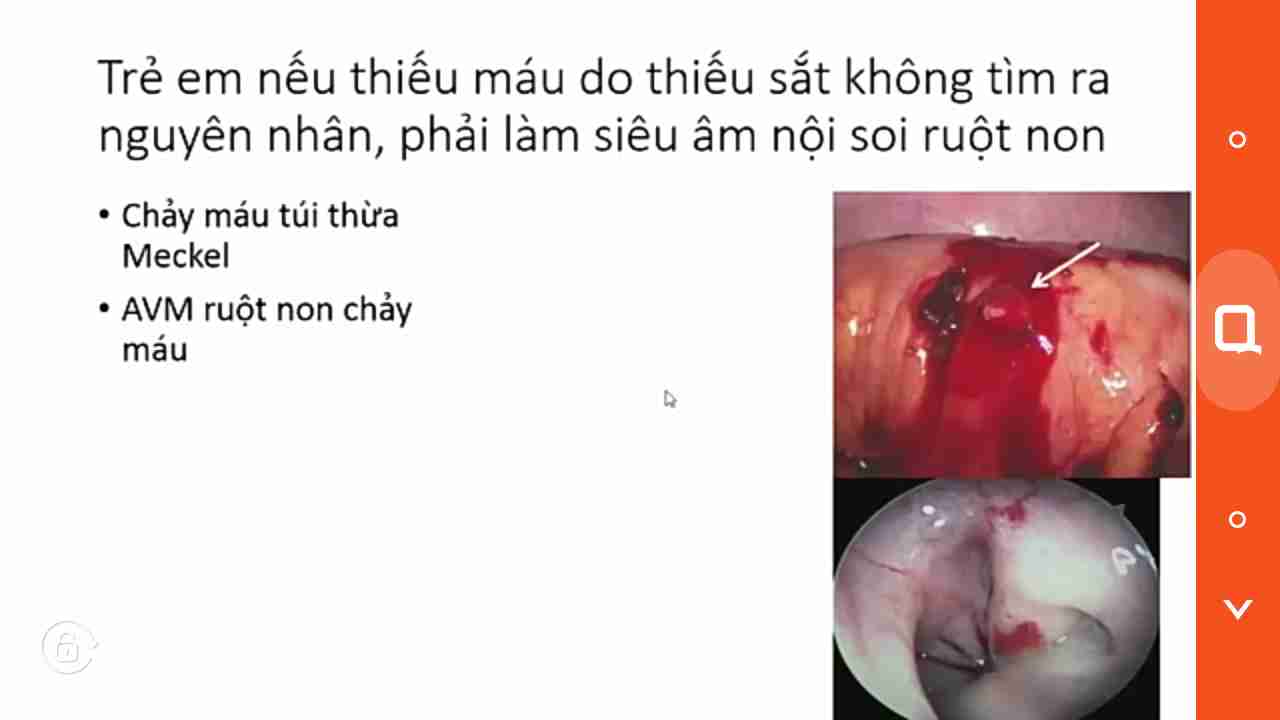 Trẻ em nếu thiếu máu do thiếu sắt không tìm ra
nguyên nhân, phải làm siêu âm nội soi ruột non
• Chảy máu túi thừa
Meckel
• AVM ruột non chảy
máu